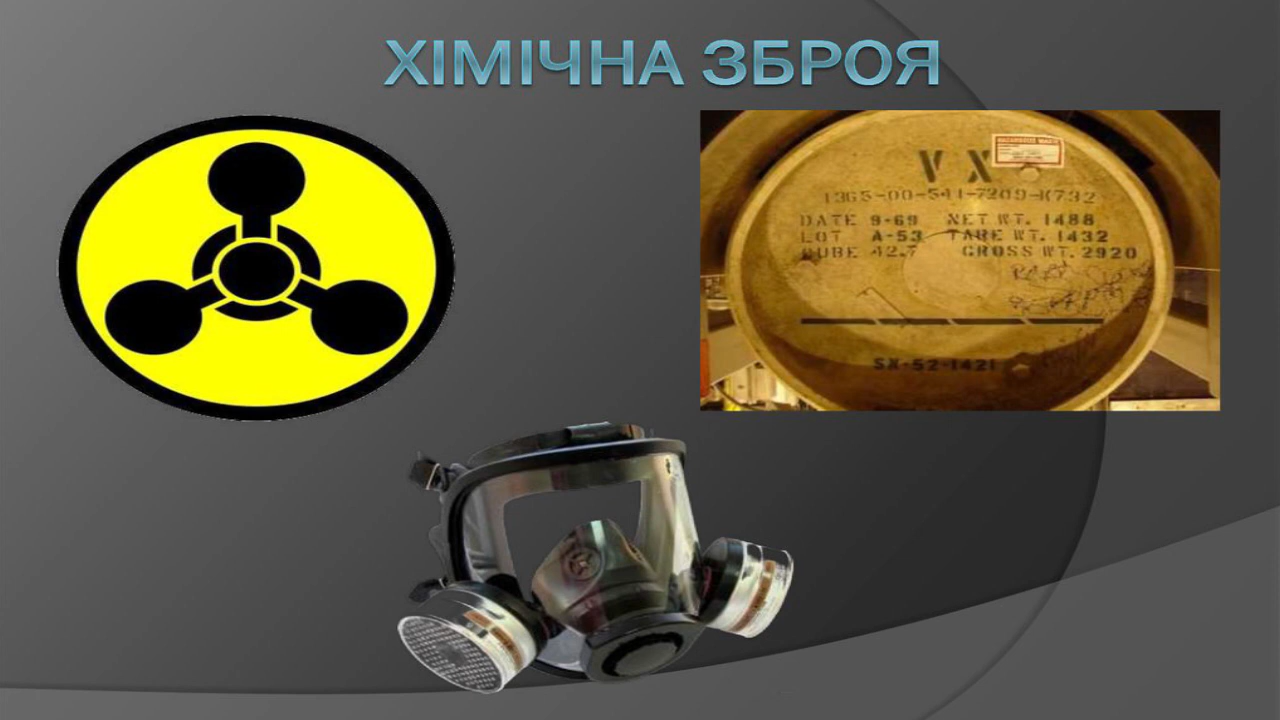 ХІМІЧНА ЗБРОЯ
VX
1365-00-541-7209-K732
DATE 9-69 NET WT. 1488
LOT A-53 TARE WT. 1432
CUBE 42.7 GROSS WT. 2920
SX-52-1421